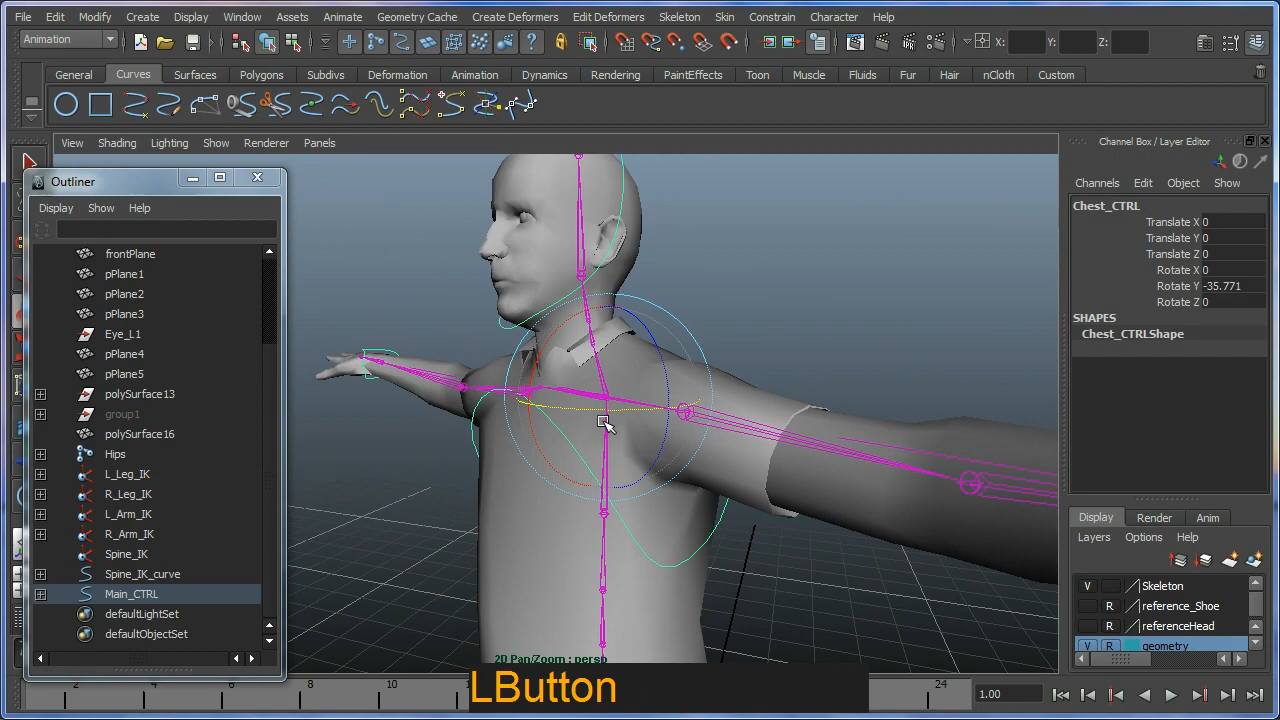 File Edit Modify Create Display Window Assets Animate Geometry Cache Create Deformers Edit Deformers Skeleton Skin Constrain Character Help
Animation X: Y: Z:
General Curves Surfaces Polygons Subdivs Deformation Animation Dynamics Rendering PaintEffects Toon Muscle Fluids Fur Hair nCloth Custom
View Shading Lighting Show Renderer Panels
Outliner
Display Show Help
frontPlane
pPlane1
pPlane2
pPlane3
Eye_L1
pPlane4
pPlane5
polySurface13
group1
polySurface16
Hips
L_Leg_IK
R_Leg_IK
L_Arm_IK
R_Arm_IK
Spine_IK
Spine_IK_curve
Main_CTRL
defaultLightSet
defaultObjectSet
2D Pan/Zoom : persp
Channel Box / Layer Editor
Channels Edit Object Show
Chest_CTRL
Translate X 0
Translate Y 0
Translate Z 0
Rotate X 0
Rotate Y -35.771
Rotate Z 0
SHAPES
Chest_CTRLShape
Display Render Anim
Layers Options Help
V Skeleton
R reference_Shoe
R referenceHead
V R geometry
2 4 6 8 10 24
1.00
LButton